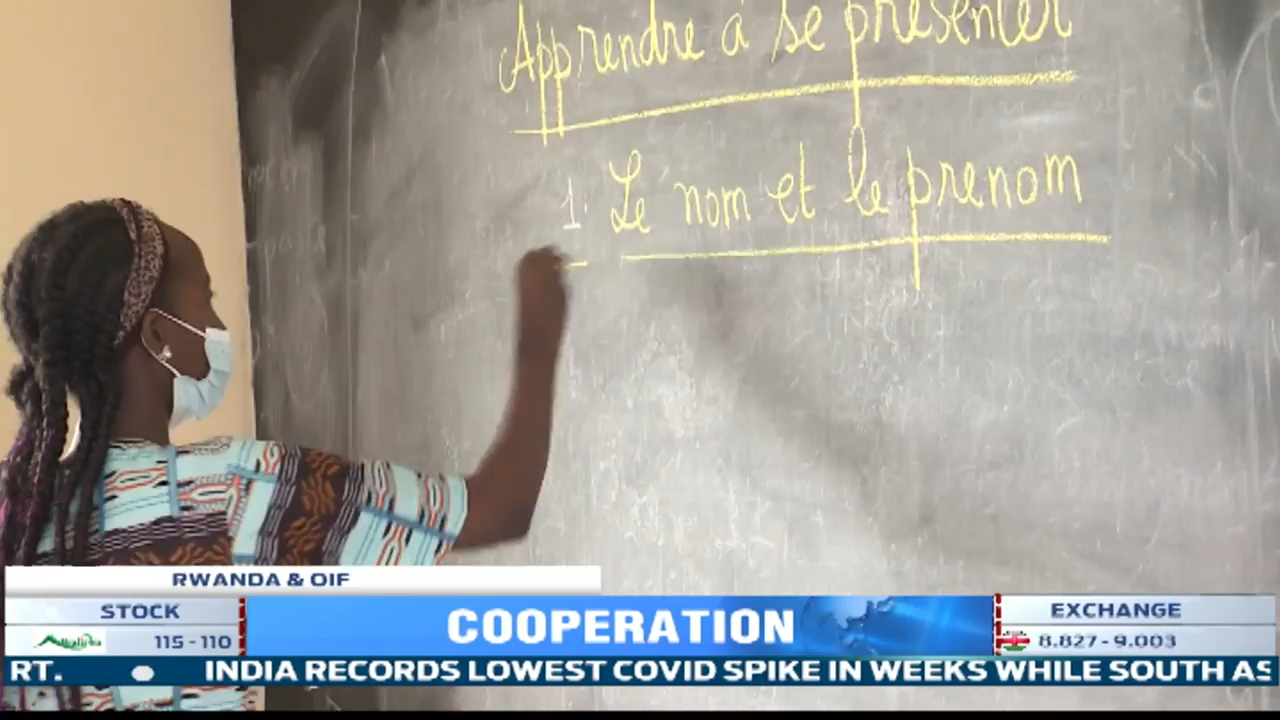 Apprendre à se présenter
1. Le nom et le prenom
RWANDA & OIF
STOCK
COOPERATION
EXCHANGE
115 - 110
8.827 - 9.003
RT.
INDIA RECORDS LOWEST COVID SPIKE IN WEEKS WHILE SOUTH AS